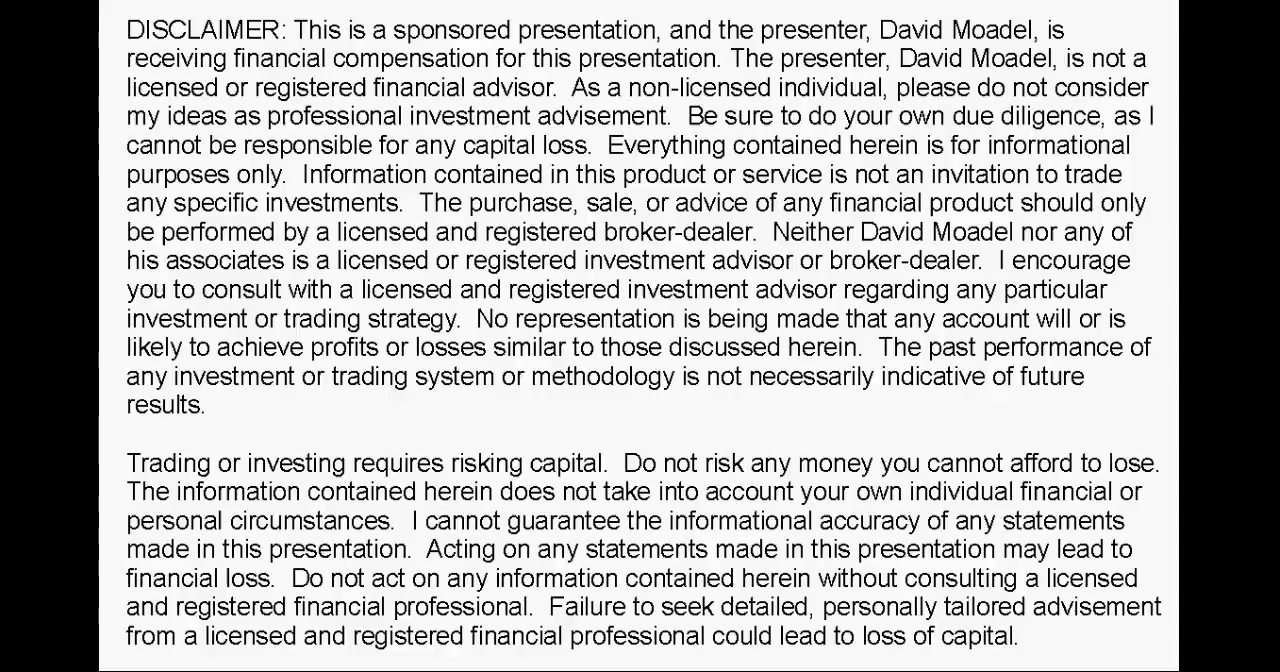 DISCLAIMER: This is a sponsored presentation, and the presenter, David Moadel, is
receiving financial compensation for this presentation. The presenter, David Moadel, is not a
licensed or registered financial advisor.  As a non-licensed individual, please do not consider
my ideas as professional investment advisement.  Be sure to do your own due diligence, as I
cannot be responsible for any capital loss.  Everything contained herein is for informational
purposes only.  Information contained in this product or service is not an invitation to trade
any specific investments.  The purchase, sale, or advice of any financial product should only
be performed by a licensed and registered broker-dealer.  Neither David Moadel nor any of
his associates is a licensed or registered investment advisor or broker-dealer.  I encourage
you to consult with a licensed and registered investment advisor regarding any particular
investment or trading strategy.  No representation is being made that any account will or is
likely to achieve profits or losses similar to those discussed herein.  The past performance of
any investment or trading system or methodology is not necessarily indicative of future
results.

Trading or investing requires risking capital.  Do not risk any money you cannot afford to lose.
The information contained herein does not take into account your own individual financial or
personal circumstances.  I cannot guarantee the informational accuracy of any statements
made in this presentation.  Acting on any statements made in this presentation may lead to
financial loss.  Do not act on any information contained herein without consulting a licensed
and registered financial professional.  Failure to seek detailed, personally tailored advisement
from a licensed and registered financial professional could lead to loss of capital.